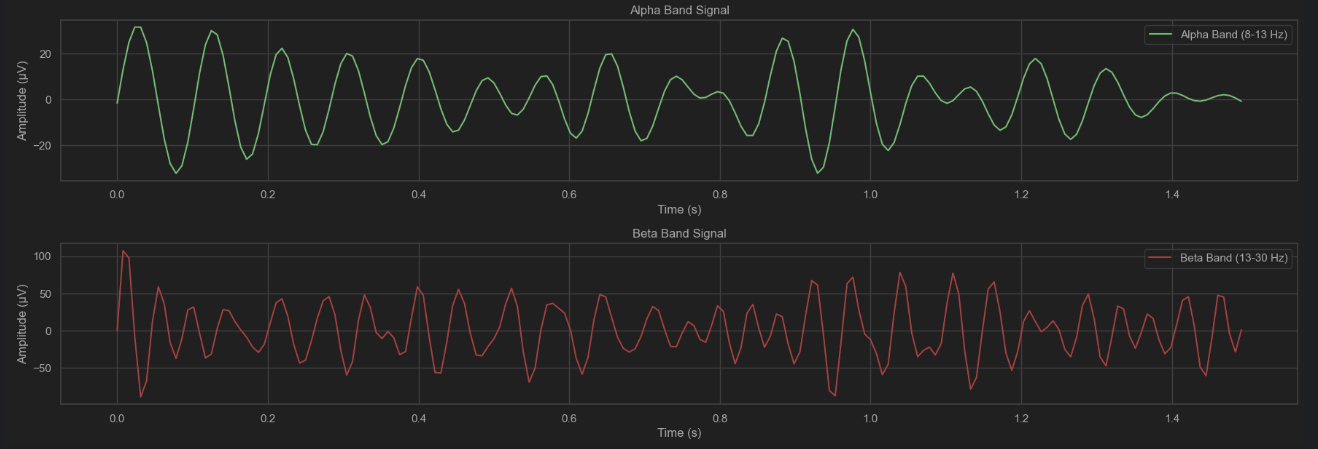 Alpha Band Signal
Alpha Band (8-13 Hz)
Amplitude (µV)
20
0
−20
0.0 0.2 0.4 0.6 0.8 1.0 1.2 1.4
Time (s)
Beta Band Signal
Beta Band (13-30 Hz)
Amplitude (µV)
100
50
0
−50
0.0 0.2 0.4 0.6 0.8 1.0 1.2 1.4
Time (s)